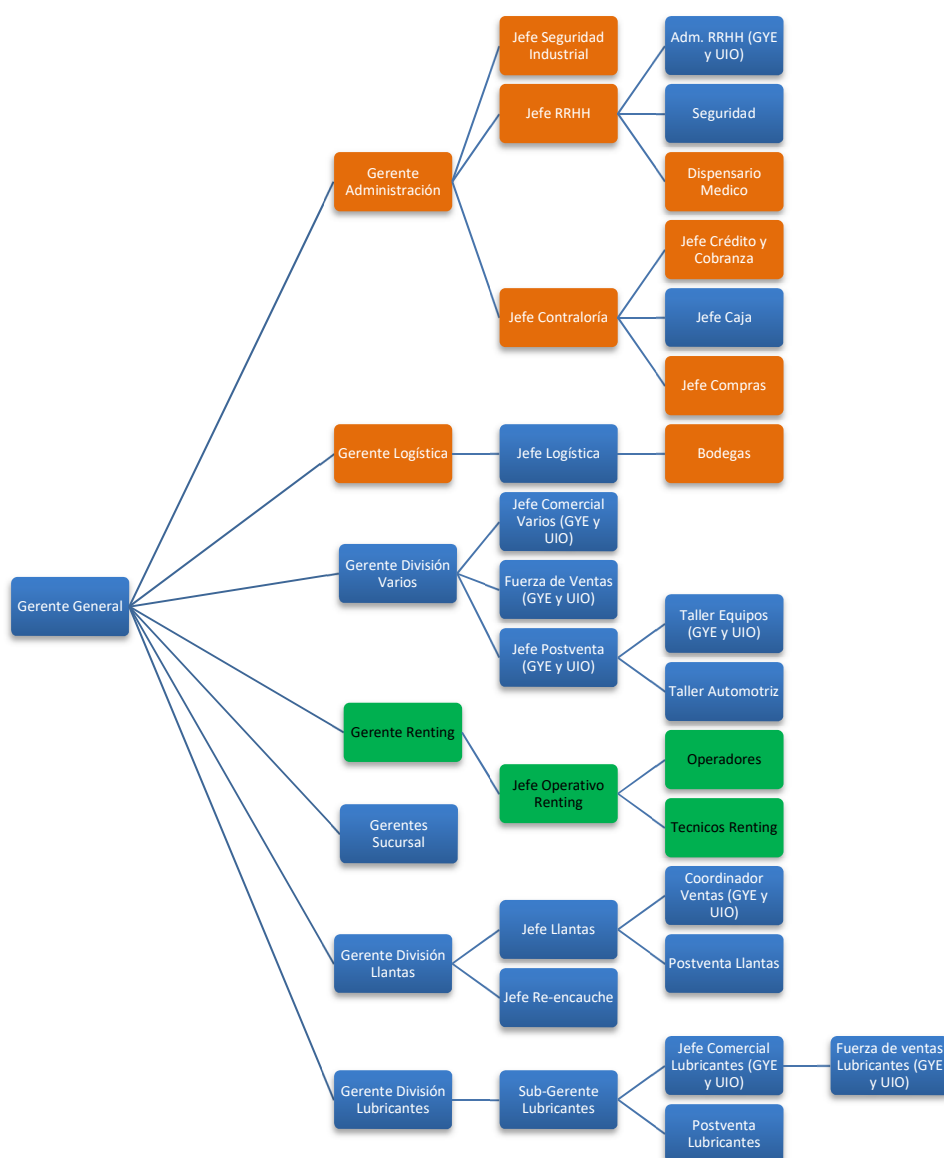 Gerente General
Gerente
Administración
Jefe Seguridad
Industrial
Jefe RRHH
Adm. RRHH (GYE
y UIO)
Seguridad
Dispensario
Medico
Jefe Contraloría
Jefe Crédito y
Cobranza
Jefe Caja
Jefe Compras
Gerente Logística
Jefe Logística
Bodegas
Gerente División
Varios
Jefe Comercial
Varios (GYE y
UIO)
Fuerza de Ventas
(GYE y UIO)
Jefe Postventa
(GYE y UIO)
Taller Equipos
(GYE y UIO)
Taller Automotriz
Gerente Renting
Jefe Operativo
Renting
Operadores
Tecnicos Renting
Gerentes
Sucursal
Gerente División
Llantas
Jefe Llantas
Coordinador
Ventas (GYE y
UIO)
Postventa Llantas
Jefe Re-encauche
Gerente División
Lubricantes
Sub-Gerente
Lubricantes
Jefe Comercial
Lubricantes (GYE
y UIO)
Fuerza de ventas
Lubricantes (GYE
y UIO)
Postventa
Lubricantes